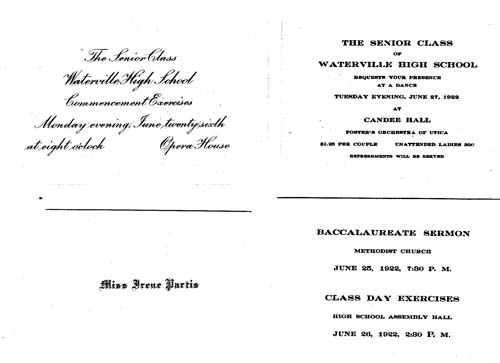 The Senior Class
Waterville High School
Commencement Exercises
Monday evening, June twenty sixth
at eight o'clock Opera House
Miss Irene Partis
THE SENIOR CLASS
OF
WATERVILLE HIGH SCHOOL
REQUESTS YOUR PRESENCE
AT A DANCE
TUESDAY EVENING, JUNE 27, 1922
AT
CANDEE HALL
FOSTER'S ORCHESTRA OF UTICA
$1.25 PER COUPLE UNATTENDED LADIES 50C
REFRESHMENTS WILL BE SERVED
BACCALAUREATE SERMON
METHODIST CHURCH
JUNE 25, 1922, 7:30 P. M.
CLASS DAY EXERCISES
HIGH SCHOOL ASSEMBLY HALL
JUNE 26, 1922, 2:30 P. M.